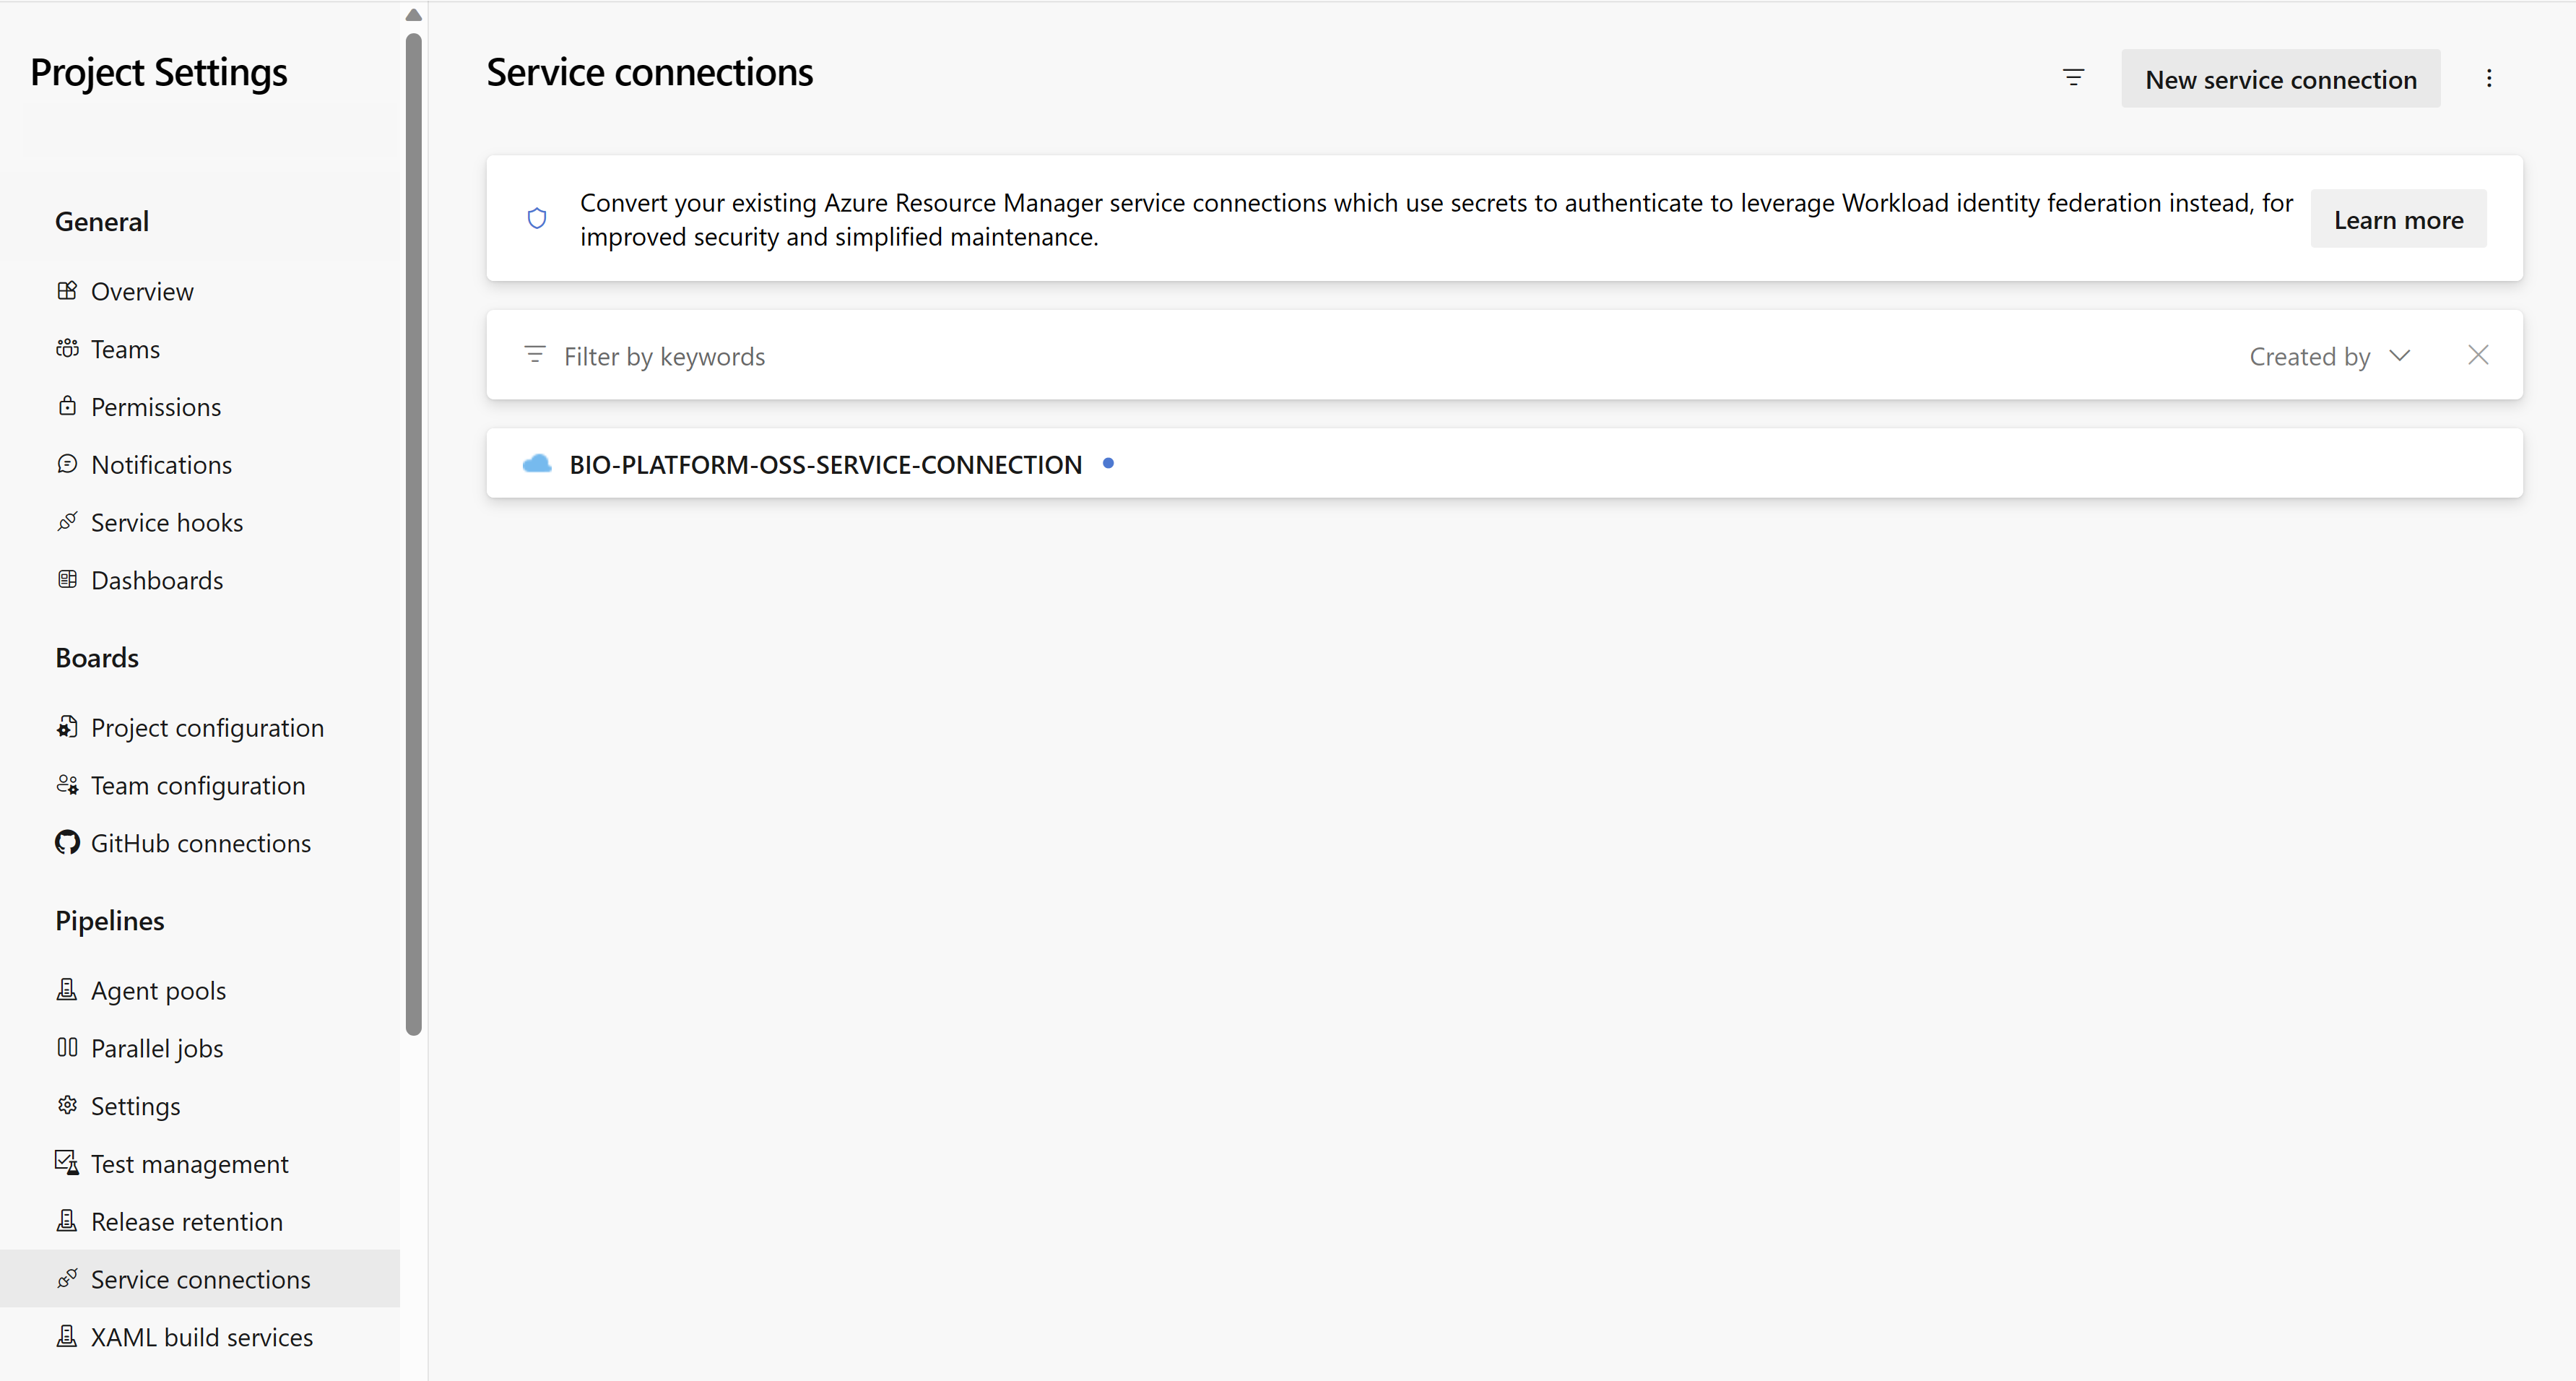 Project Settings
General
Overview
Teams
Permissions
Notifications
Service hooks
Dashboards
Boards
Project configuration
Team configuration
GitHub connections
Pipelines
Agent pools
Parallel jobs
Settings
Test management
Release retention
Service connections
XAML build services
Service connections
New service connection
Convert your existing Azure Resource Manager service connections which use secrets to authenticate to leverage Workload identity federation instead, for
improved security and simplified maintenance.
Learn more
Filter by keywords
Created by
BIO-PLATFORM-OSS-SERVICE-CONNECTION